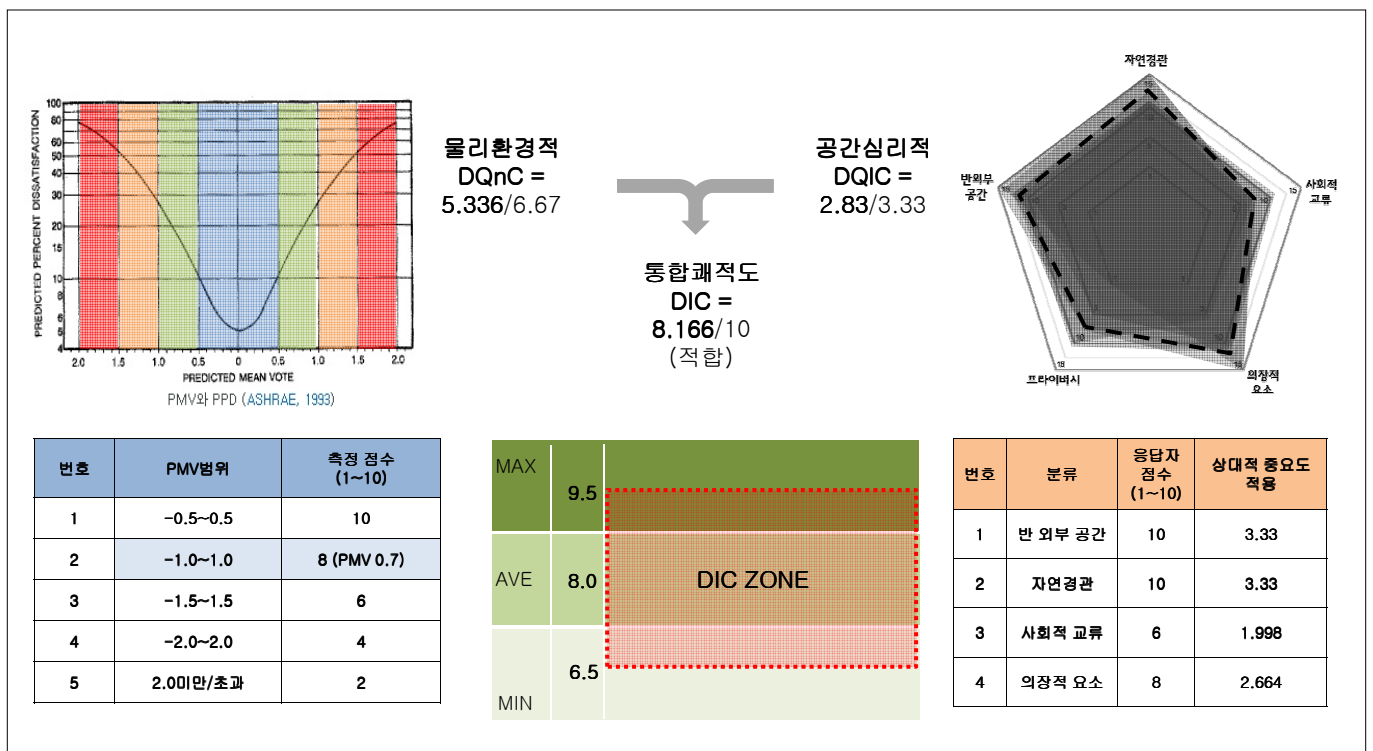 100
80
60
50
40
30
20
15
10
8
6
5
4
PREDICTED PERCENT DISSATISFACTION
2.0 1.5 1.0 0.5 0 0.5 1.0 1.5 2.0
PREDICTED MEAN VOTE
PMV와 PPD (ASHRAE, 1993)
물리환경적
DQnC =
5.336/6.67
공간심리적
DQlC =
2.83/3.33
통합쾌적도
DIC =
8.166/10
(적합)
자연경관
15
사회적
교류
15
10
의장적
요소
15
10
프라이버시
15
10
반외부
공간
15
번호 PMV범위 측정 점수
(1~10)
1 -0.5~0.5 10
2 -1.0~1.0 8 (PMV 0.7)
3 -1.5~1.5 6
4 -2.0~2.0 4
5 2.0미만/초과 2
MAX 9.5
AVE 8.0 DIC ZONE
6.5
MIN
번호 분류 응답자
점수
(1~10) 상대적 중요도
적용
1 반 외부 공간 10 3.33
2 자연경관 10 3.33
3 사회적 교류 6 1.998
4 의장적 요소 8 2.664